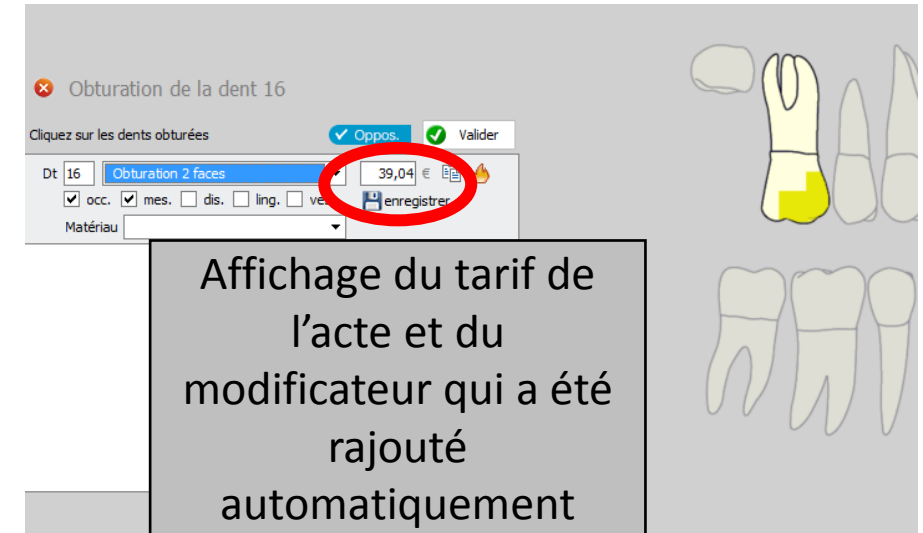 Obturation de la dent 16
Cliquez sur les dents obturées Oppos. Valider
Dt 16 Obturation 2 faces 39,04 €
occ. mes. dis. ling. enregistrer
Matériau
Affichage du tarif de
l’acte et du
modificateur qui a été
rajouté
automatiquement